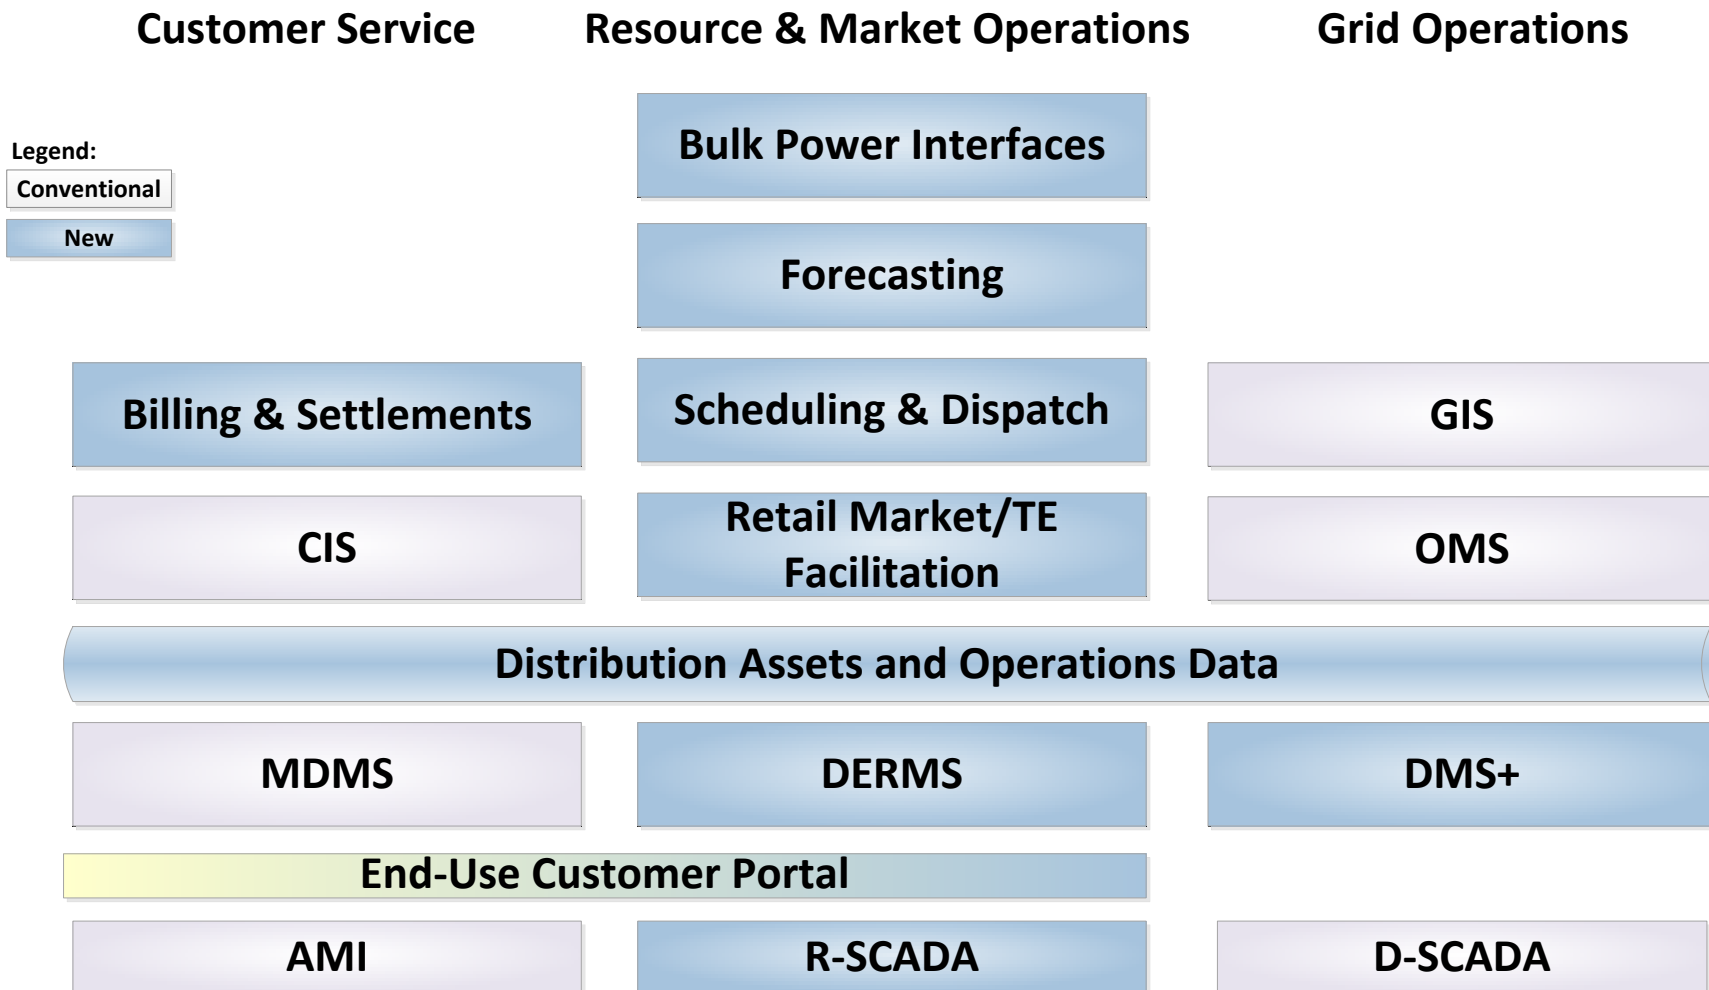 Customer Service
Resource & Market Operations
Grid Operations
Bulk Power Interfaces
Legend:
Conventional
New
Forecasting
Billing & Settlements
Scheduling & Dispatch
GIS
CIS
Retail Market/TE
Facilitation
OMS
Distribution Assets and Operations Data
MDMS
DERMS
DMS+
End-Use Customer Portal
AMI
R-SCADA
D-SCADA